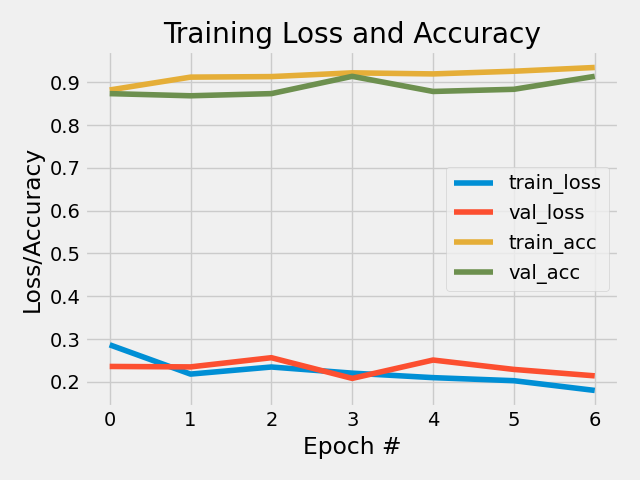 Training Loss and Accuracy
Loss/Accuracy
0.9
0.8
0.7
0.6
0.5
0.4
0.3
0.2
train_loss
val_loss
train_acc
val_acc
0 1 2 3 4 5 6
Epoch #